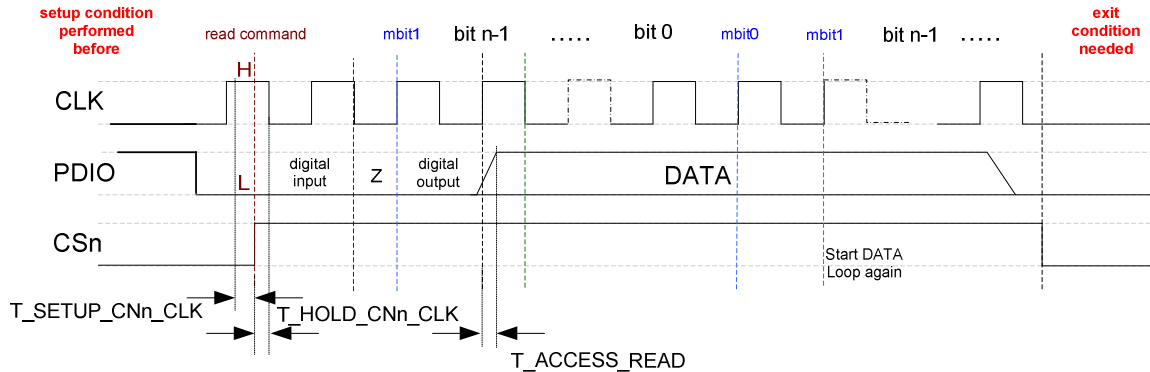 setup condition
performed
before
read command
mbit1
bit n-1
.....
bit 0
mbit0
mbit1
bit n-1
.....
exit
condition
needed
H
CLK
PDIO
L
digital
input
Z
digital
output
DATA
CSn
Start DATA
Loop again
T_SETUP_CNn_CLK
T_HOLD_CNn_CLK
T_ACCESS_READ